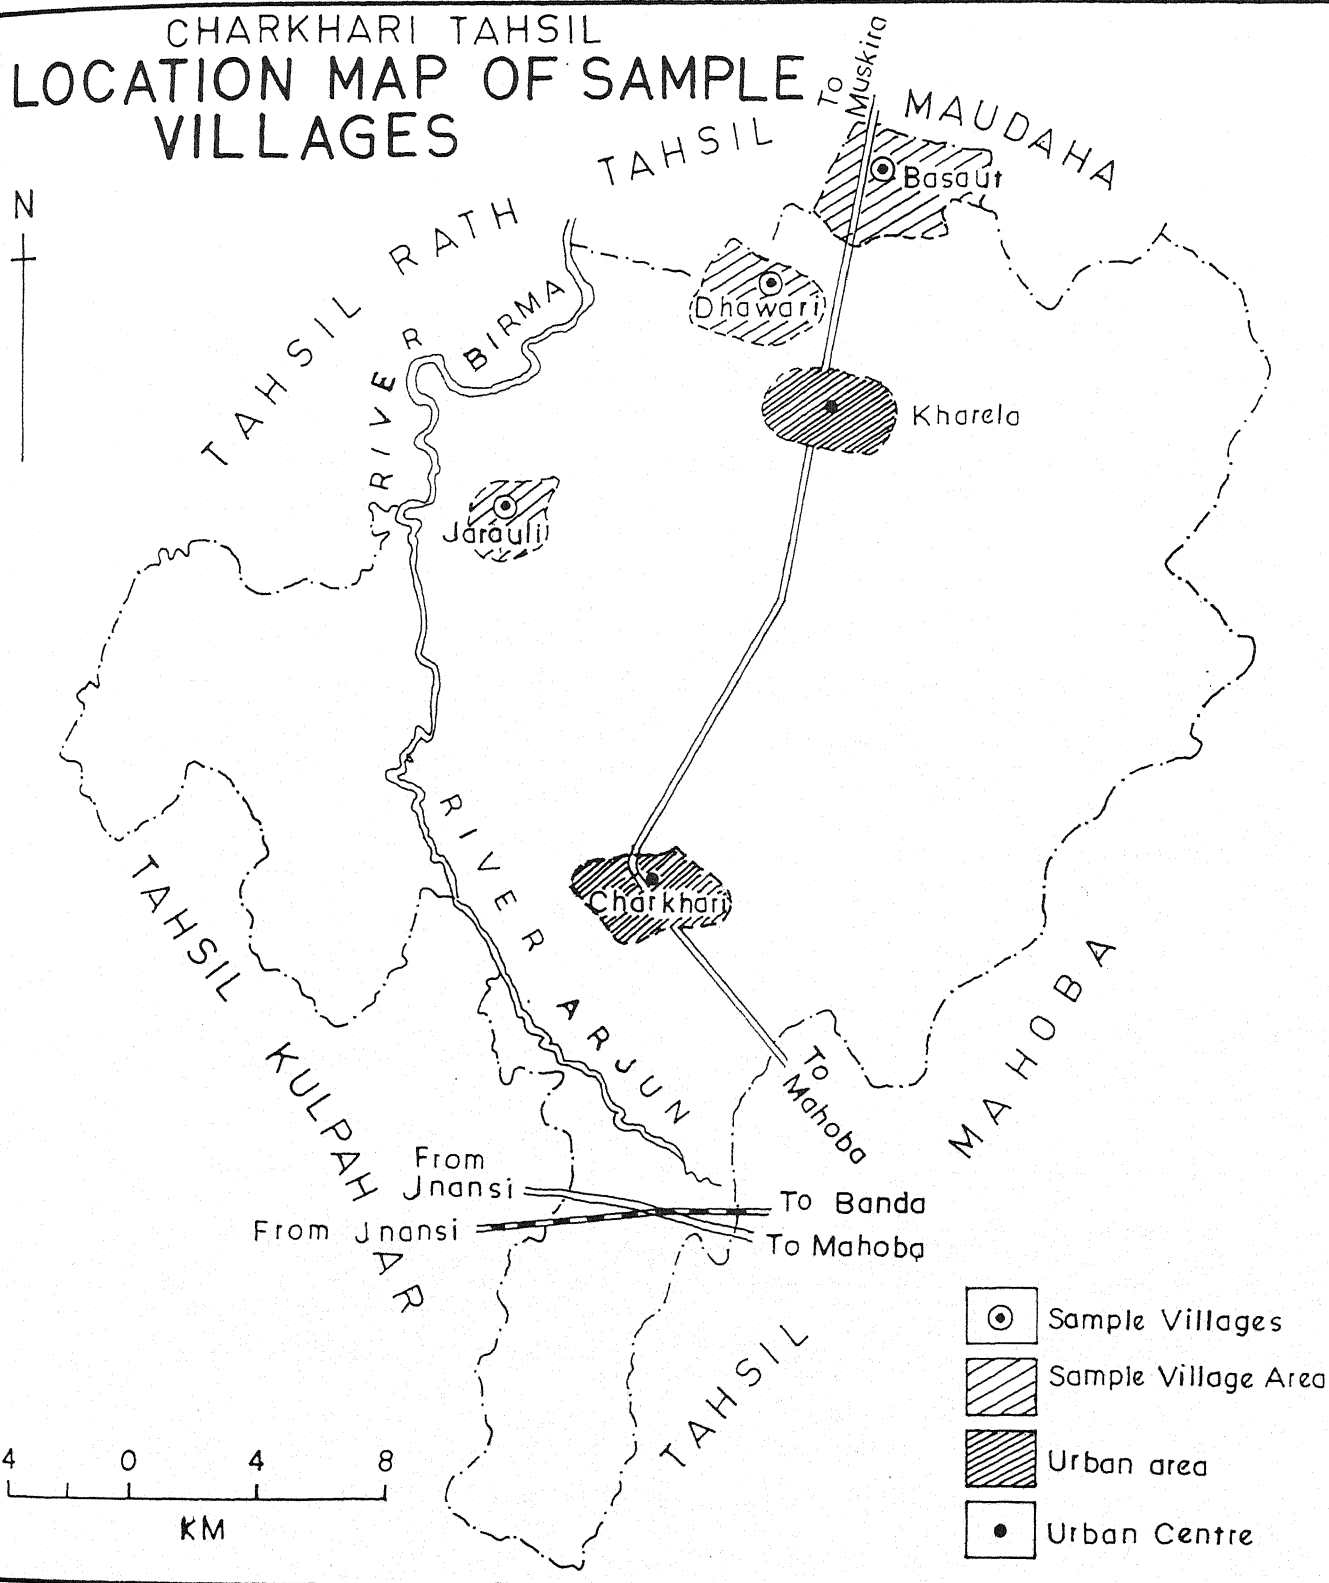 CHARKHARI TAHSIL
LOCATION MAP OF SAMPLE
VILLAGES
To
Muskira
MAUDAHA
TAHSIL
N
Basaut
TAHSIL RATH
RIVER BIRMA
Dhawari
Kharela
Jarauli
RIVER ARJUN
Charkhari
TAHSIL KULPAHAR
MAHOBA
To
Mahoba
From
Jnansi
To Banda
From Jnansi
To Mahoba
TAHSIL
Sample Villages
Sample Village Area
Urban area
Urban Centre
4 0 4 8
KM